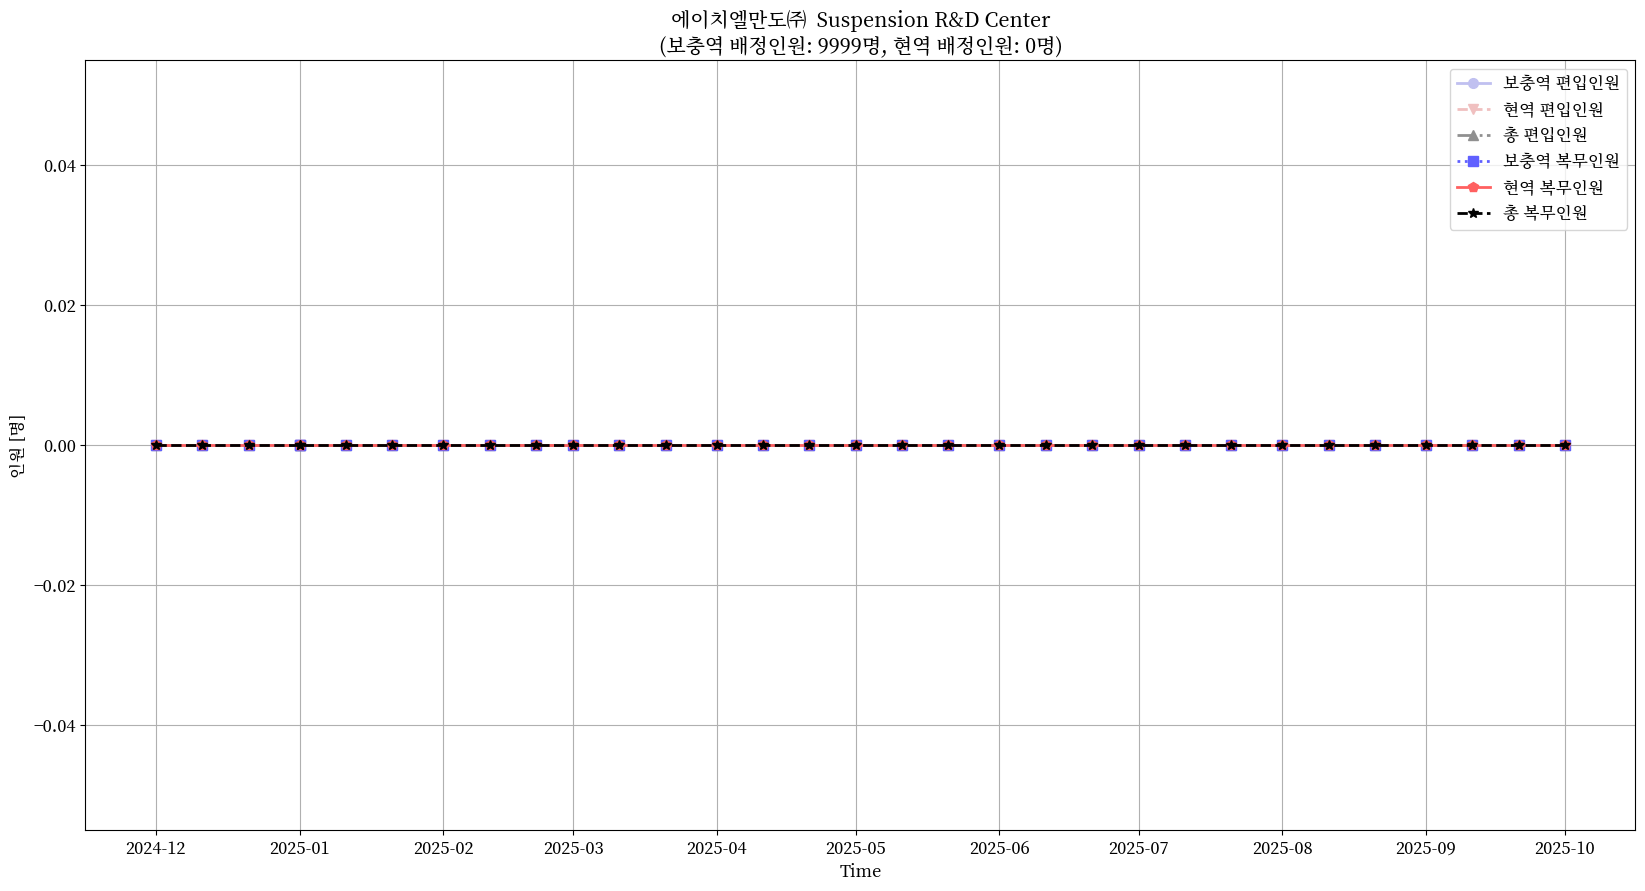 에이치엘만도㈜ Suspension R&D Center
(보충역 배정인원: 9999명, 현역 배정인원: 0명)
보충역 편입인원
현역 편입인원
총 편입인원
보충역 복무인원
현역 복무인원
총 복무인원
인원 [명]
0.04
0.02
0.00
−0.02
−0.04
2024-12
2025-01
2025-02
2025-03
2025-04
2025-05
2025-06
2025-07
2025-08
2025-09
2025-10
Time